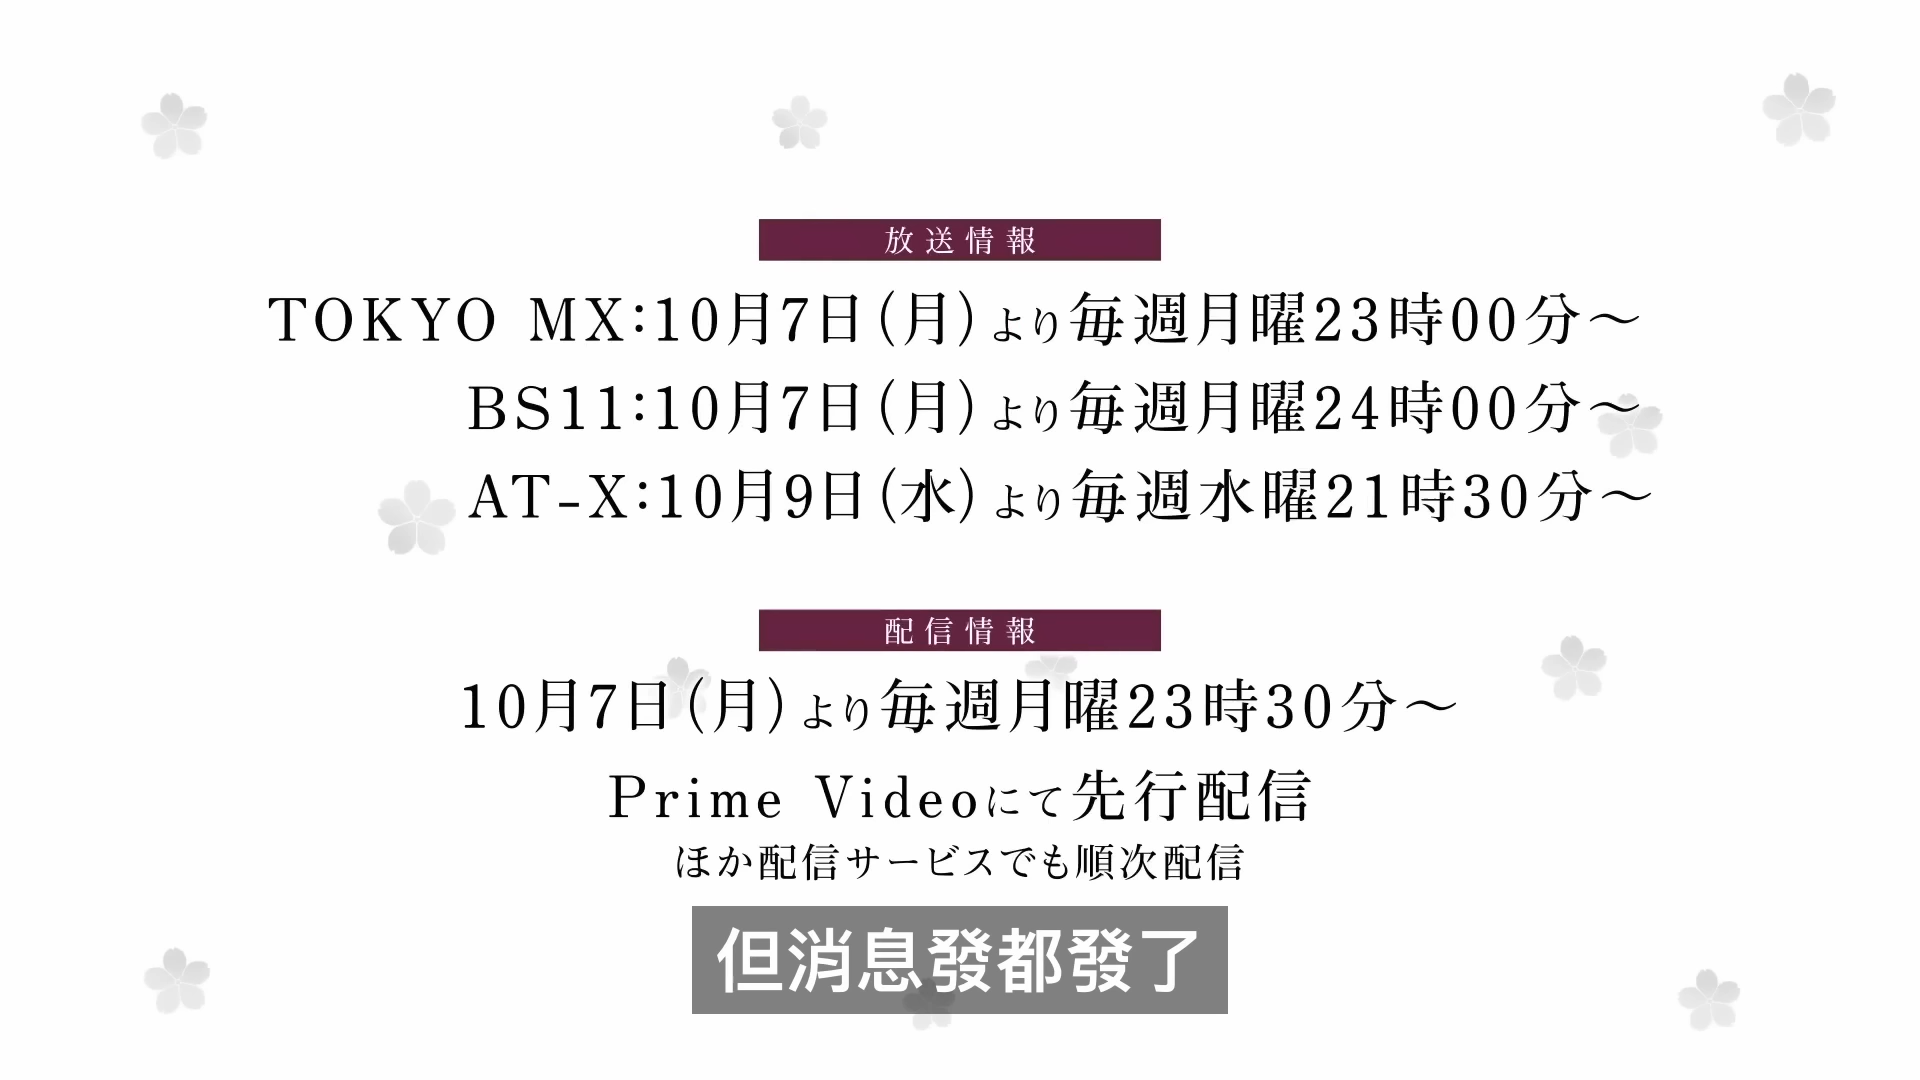 放送情報
TOKYO MX:10月7日(月)より毎週月曜23時00分～
BS11:10月7日(月)より毎週月曜24時00分～
AT-X:10月9日(水)より毎週水曜21時30分～
配信情報
10月7日(月)より毎週月曜23時30分～
Prime Videoにて先行配信
ほか配信サービスでも順次配信
但消息發都發了